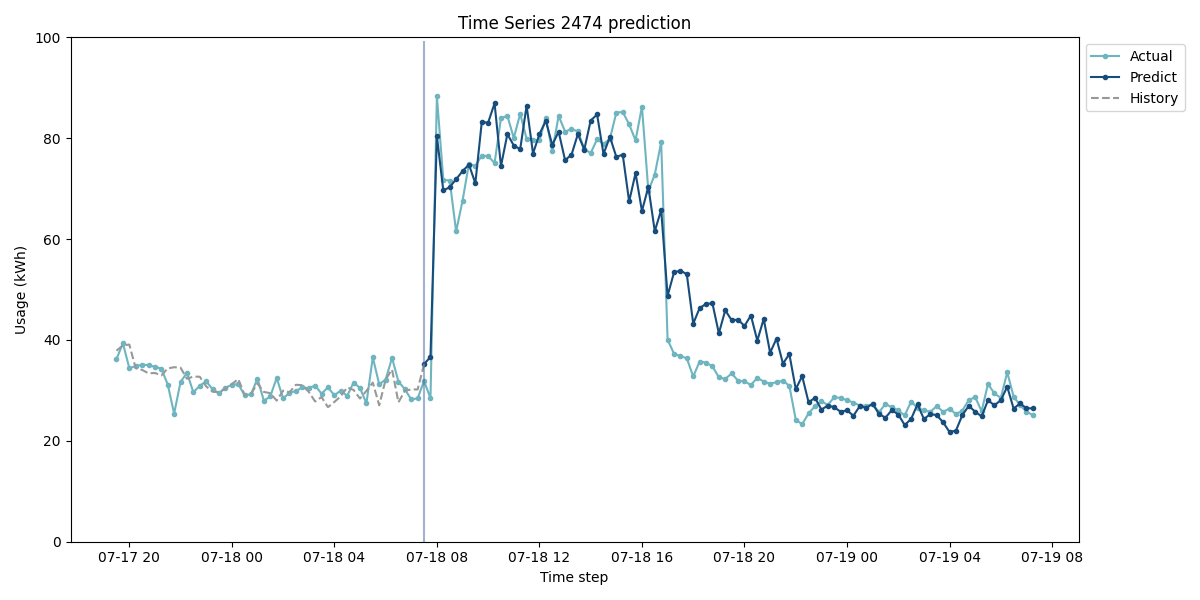 Time Series 2474 prediction
Usage (kWh)
100
80
60
40
20
0
07-17 20
07-18 00
07-18 04
07-18 08
07-18 12
07-18 16
07-18 20
07-19 00
07-19 04
07-19 08
Time step
Actual
Predict
History